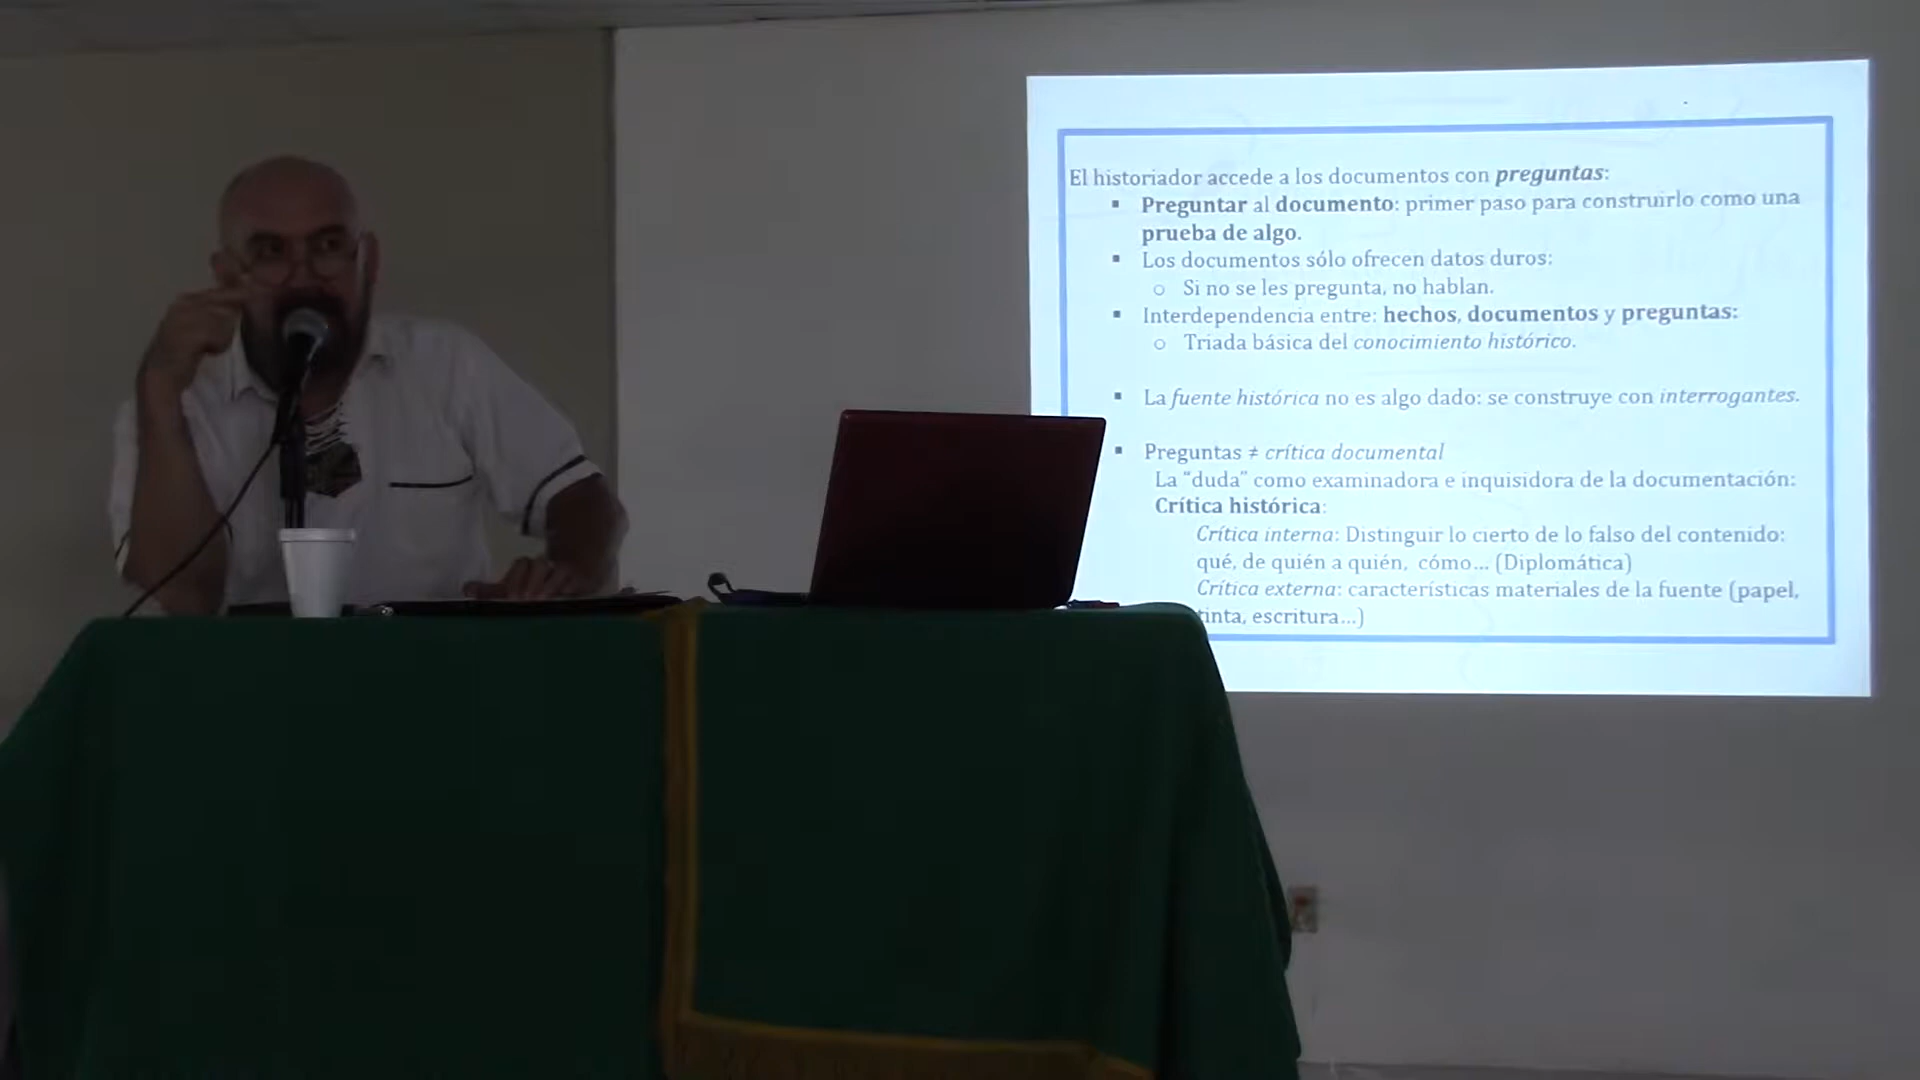 El historiador accede a los documentos con preguntas:
▪ Preguntar al documento: primer paso para construirlo como una
prueba de algo.
▪ Los documentos sólo ofrecen datos duros:
○ Si no se les pregunta, no hablan.
▪ Interdependencia entre: hechos, documentos y preguntas:
○ Triada básica del conocimiento histórico.
▪ La fuente histórica no es algo dado: se construye con interrogantes.
▪ Preguntas ≠ crítica documental
La “duda” como examinadora e inquisidora de la documentación:
Crítica histórica:
Crítica interna: Distinguir lo cierto de lo falso del contenido:
qué, de quién a quién, cómo... (Diplomática)
Crítica externa: características materiales de la fuente (papel,
tinta, escritura...)